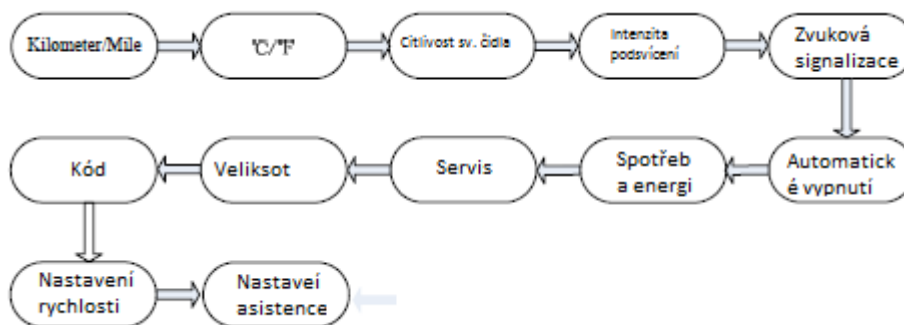 Kilometer/Mile
℃/℉
Citlivost sv. čidla
Intenzita
podsvícení
Zvuková
signalizace
Automatick
é vypnutí
Spotřeb
a energi
Servis
Veliksot
Kód
Nastavení
rychlosti
Nastaveí
asistence